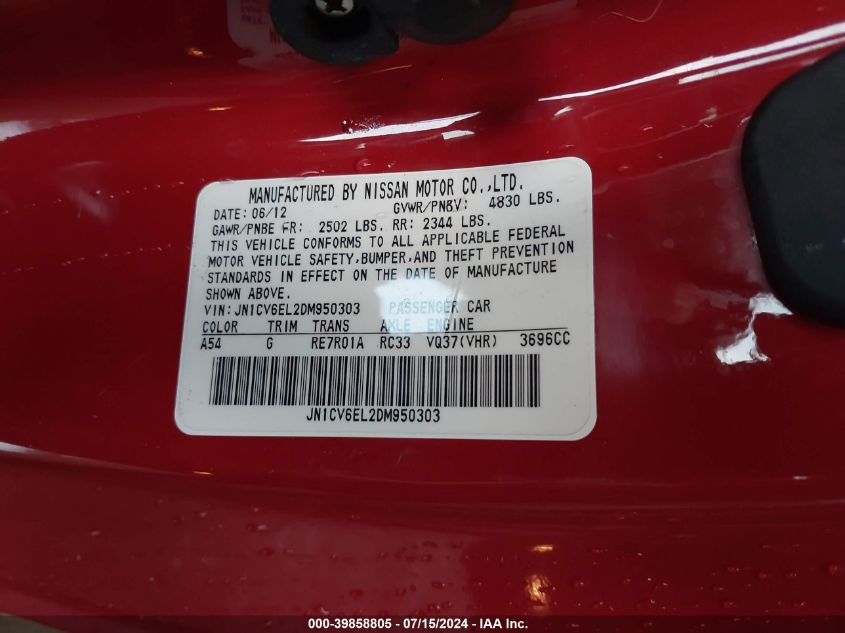 MANUFACTURED BY NISSAN MOTOR CO.,LTD.
DATE: 06/12 GVWR/PNBV: 4830 LBS.
GAWR/PNBE FR: 2502 LBS. RR: 2344 LBS.
THIS VEHICLE CONFORMS TO ALL APPLICABLE FEDERAL
MOTOR VEHICLE SAFETY,BUMPER,AND THEFT PREVENTION
STANDARDS IN EFFECT ON THE DATE OF MANUFACTURE
SHOWN ABOVE.
VIN: JN1CV6EL2DM950303 PASSENGER CAR
COLOR TRIM TRANS AXLE ENGINE
A54 G RE7R01A RC33 VQ37(VHR) 3696CC
JN1CV6EL2DM950303
000-39858805 - 07/15/2024 - IAA Inc.